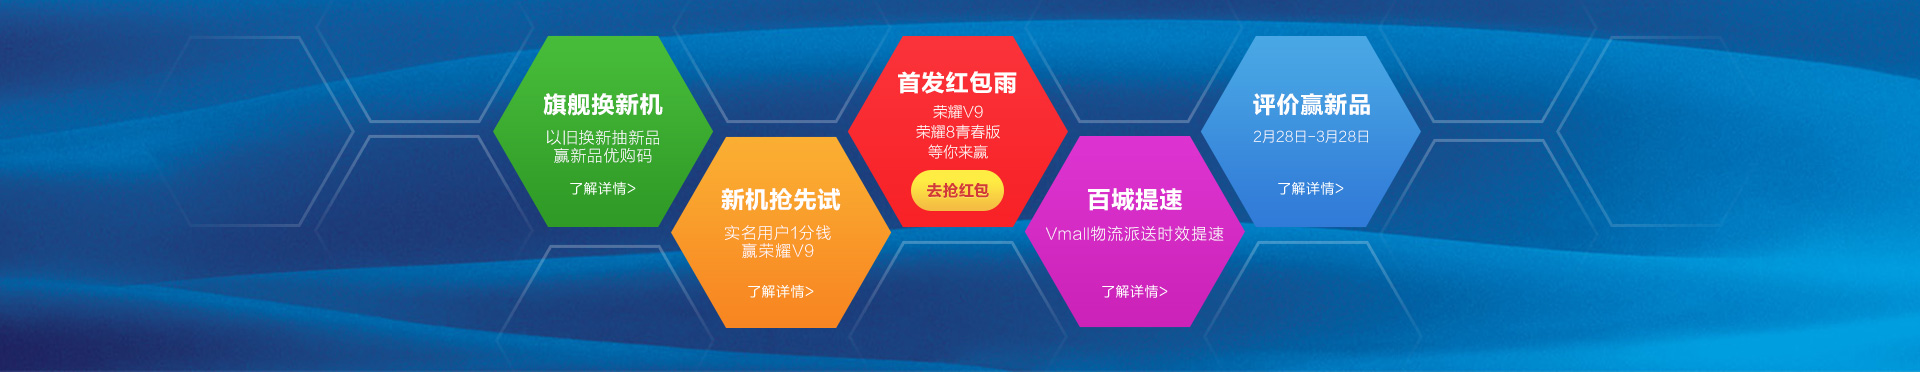 旗舰换新机
以旧换新抽新品
赢新品优购码
了解详情>
新机抢先试
实名用户1分钱
赢荣耀V9
了解详情>
首发红包雨
荣耀V9
荣耀8青春版
等你来赢
去抢红包
百城提速
Vmall物流派送时效提速
了解详情>
评价赢新品
2月28日-3月28日
了解详情>